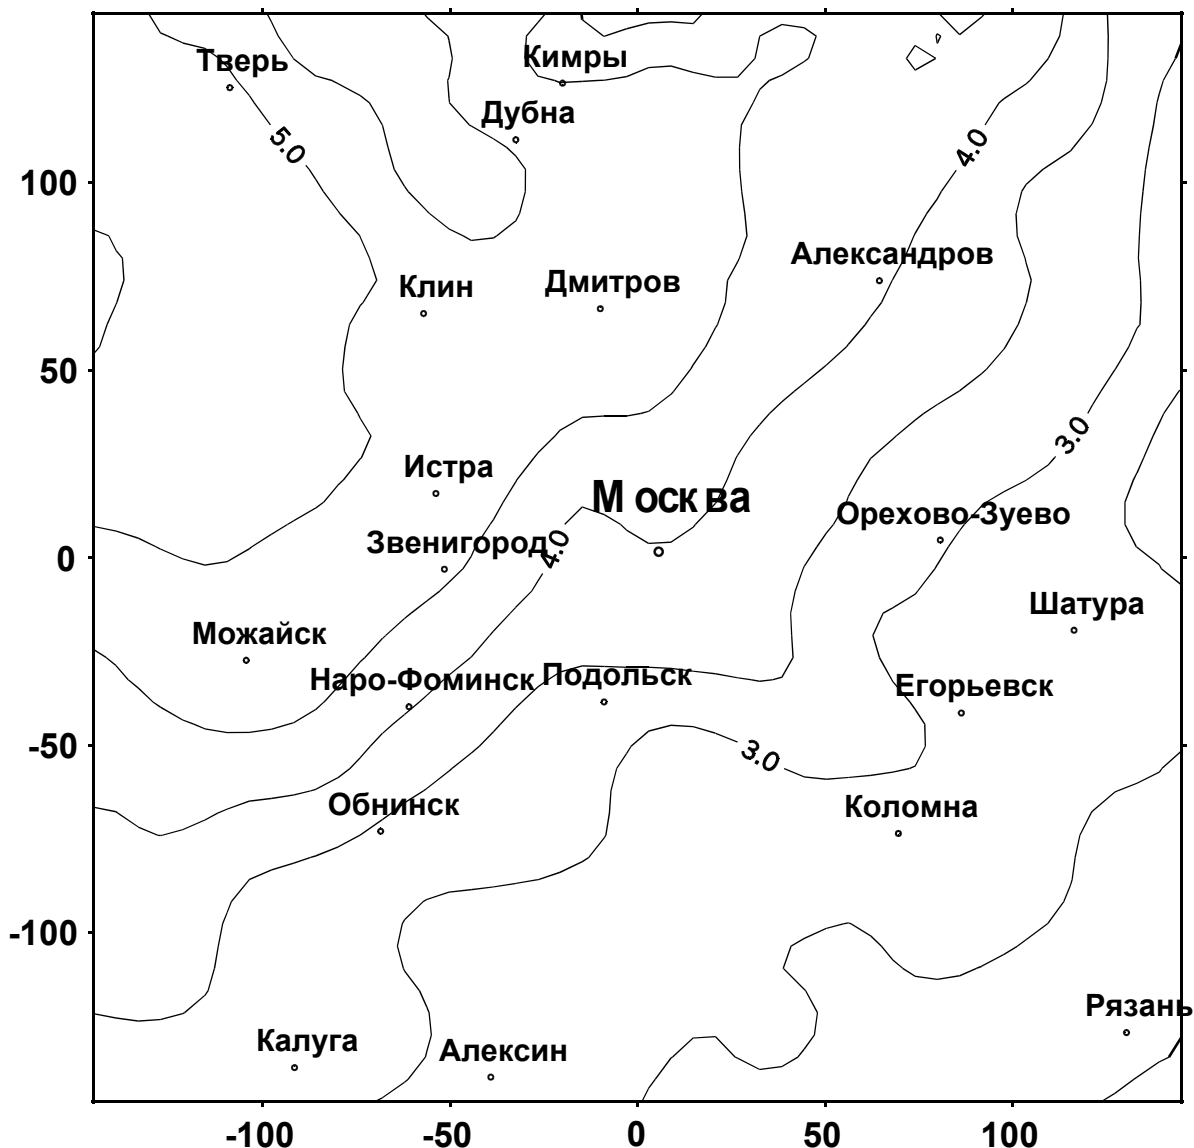 Тверь
Кимры
Дубна
5.0
4.0
100
Александров
Клин
Дмитров
50
3.0
Истра
Москва
Орехово-Зуево
Звенигород
4.0
0
Шатура
Можайск
Наро-Фоминск
Подольск
Егорьевск
-50
3.0
Обнинск
Коломна
-100
Рязань
Калуга
Алексин
-100 -50 0 50 100